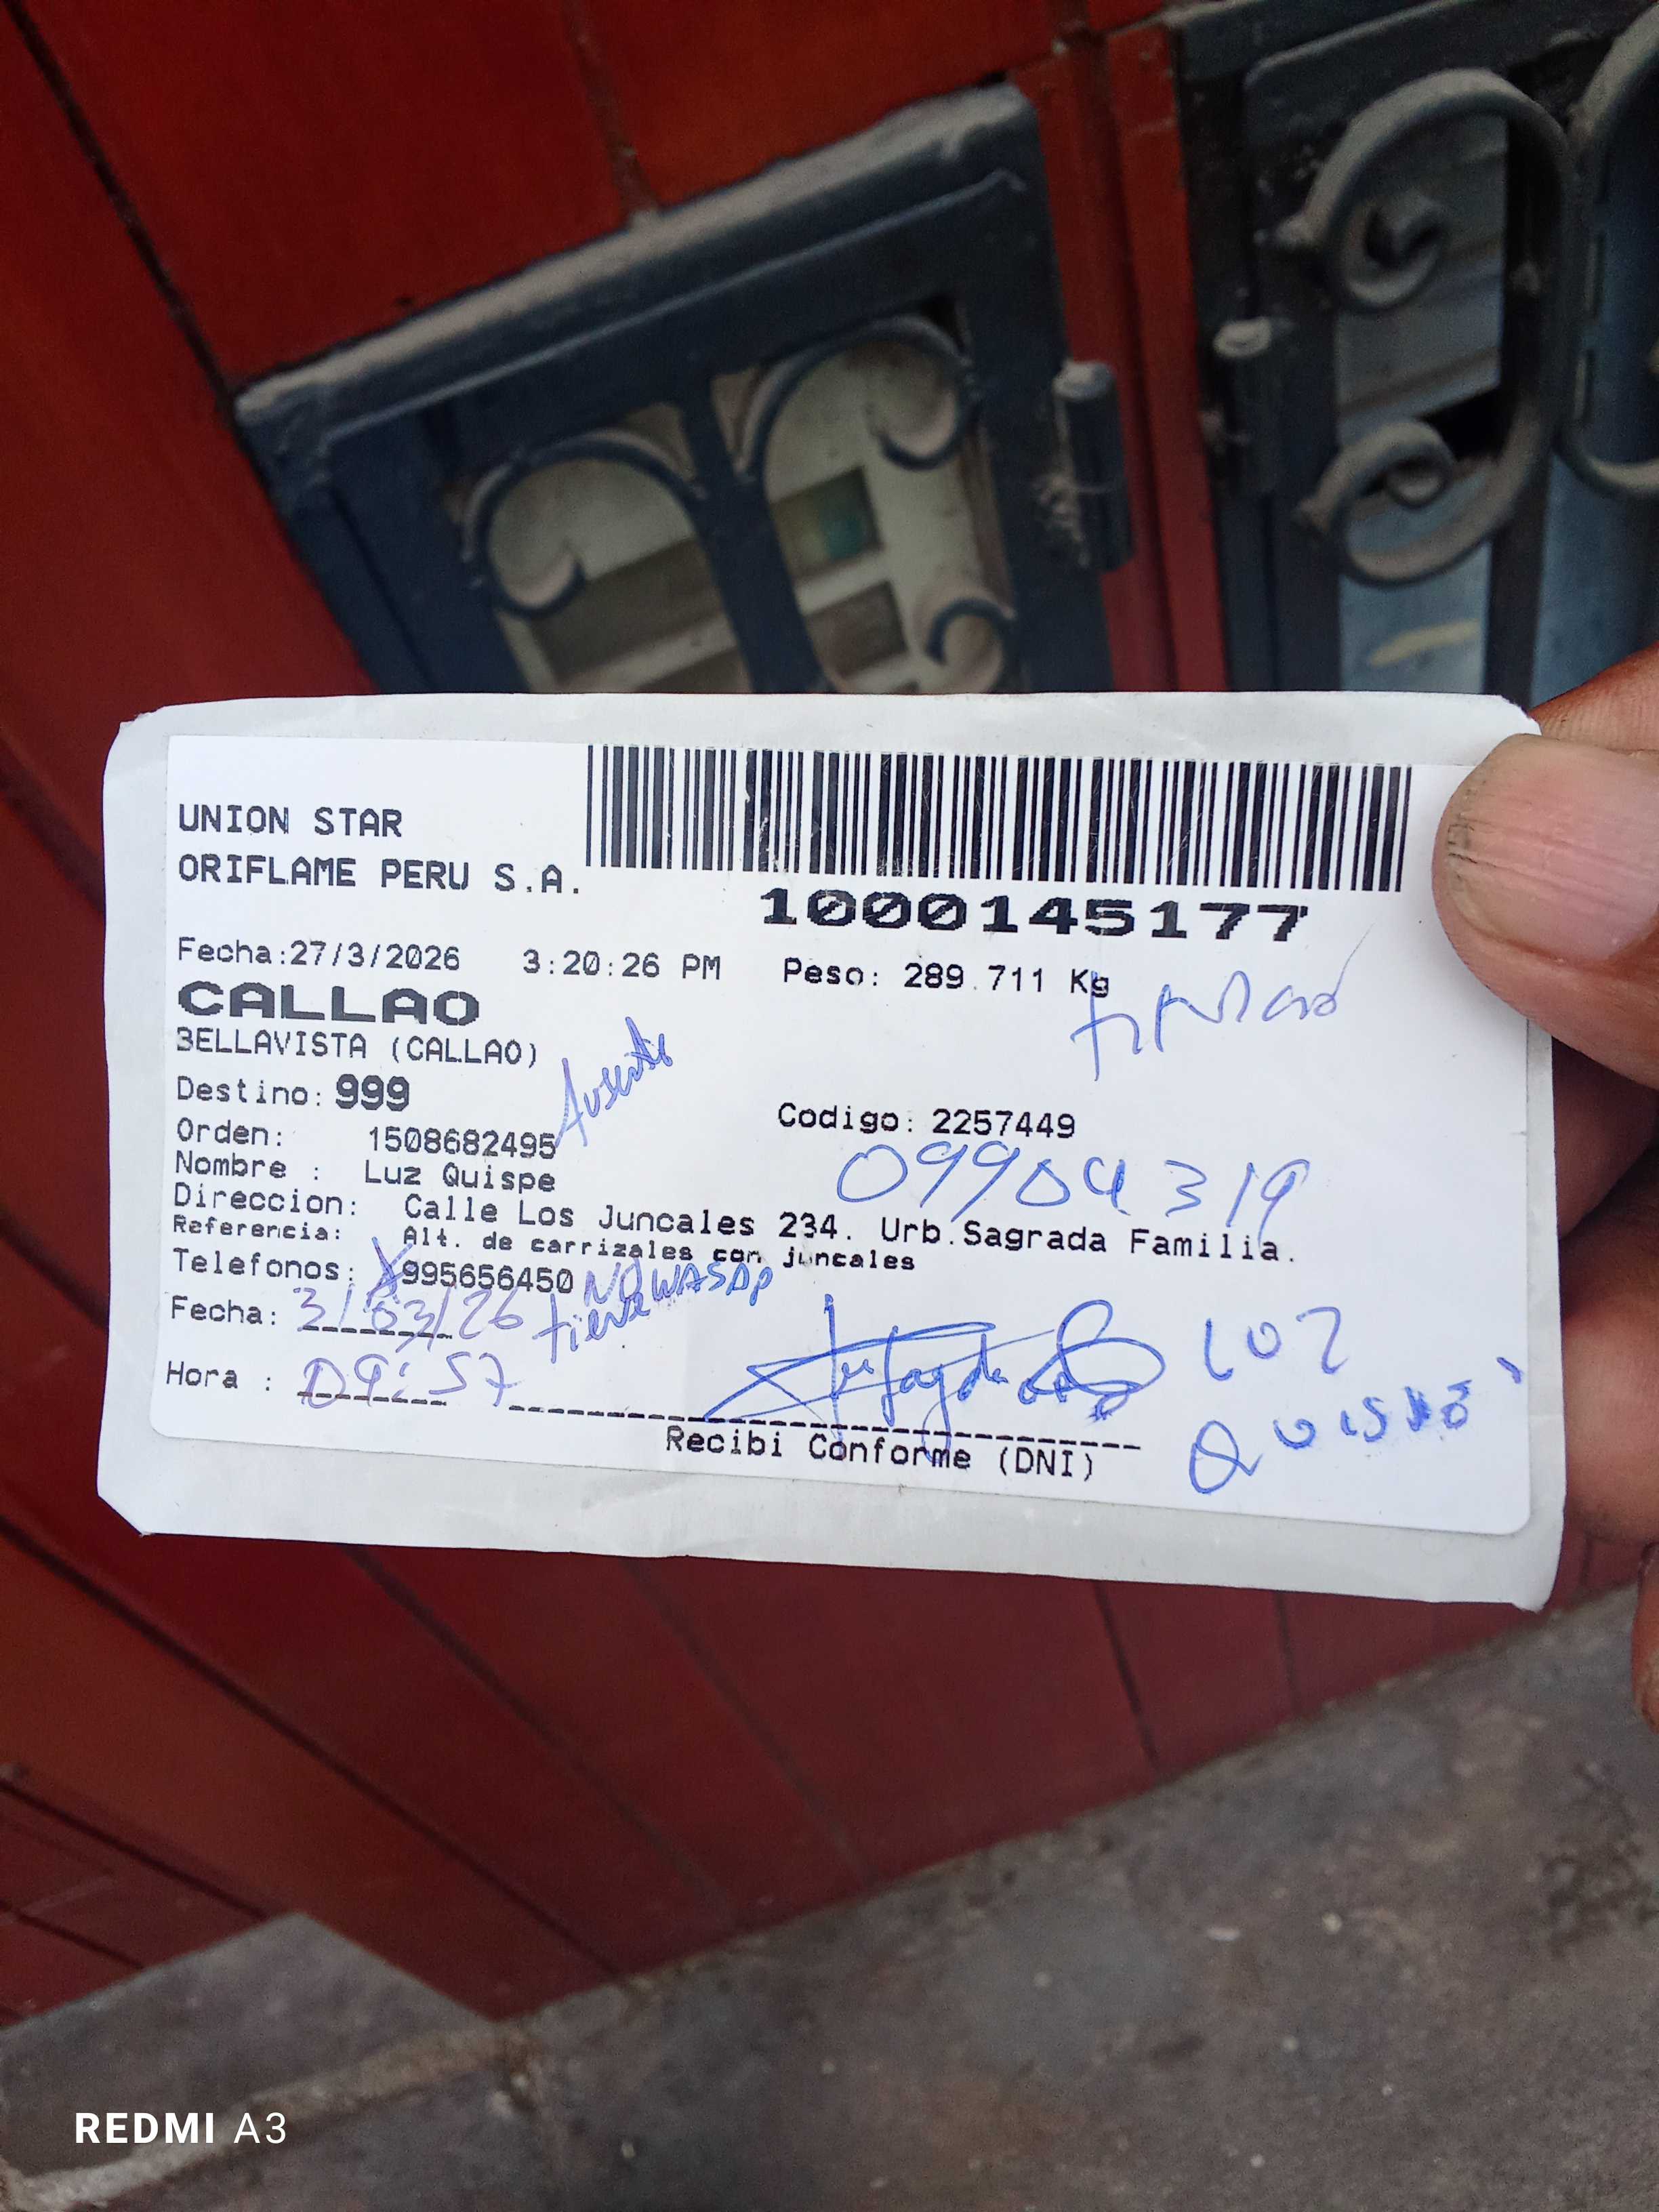 UNION STAR
ORIFLAME PERU S.A.
1000145177
Fecha:27/3/2026 3:20:26 PM Peso: 289.711 Kg
CALLAO
BELLAVISTA (CALLAO)
Ausente
Destino: 999
Codigo: 2257449
Orden: 1508682495
09904319
Nombre : Luz Quispe
Direccion: Calle Los Juncales 234. Urb.Sagrada Familia.
Referencia: Alt. de carrizales con juncales
Telefonos: 995656450 NO
tiene WASAp
Fecha: 3/03/26
Hora : 09:57
LUZ
QUISPE
Recibi Conforme (DNI)
REDMI A3